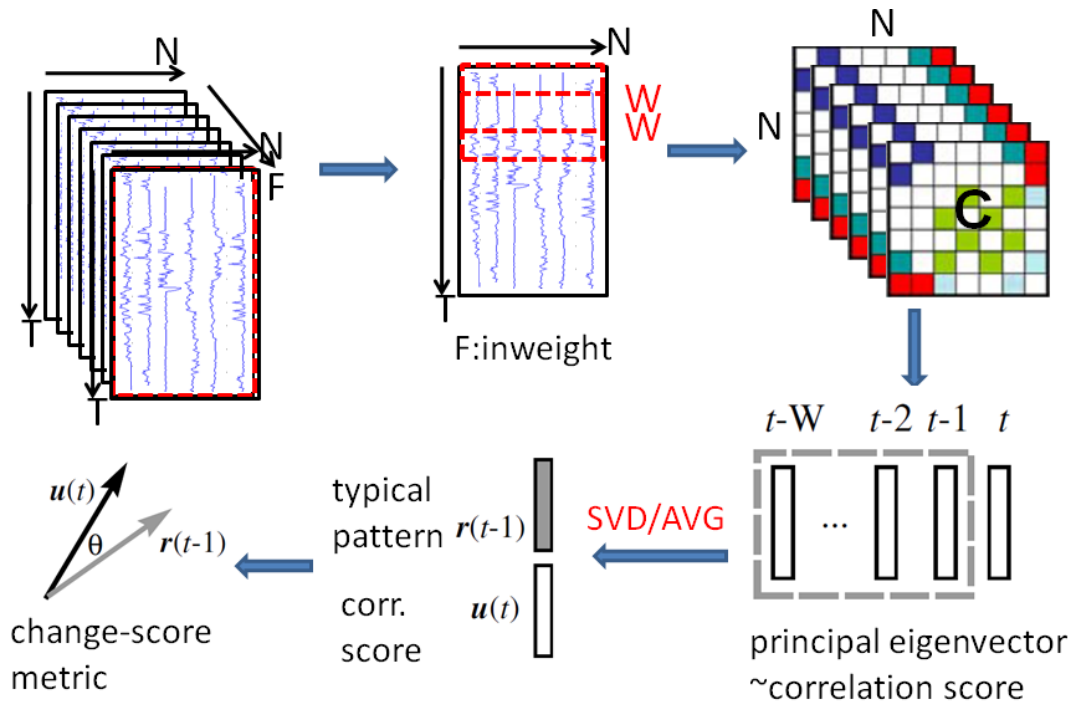 N
N
F
T
T
N
W
W
T
F:inweight
N
N
C
t-W t-2 t-1 t
...
principal eigenvector
~correlation score
SVD/AVG
typical
pattern r(t-1)
corr.
score
u(t)
u(t)
θ
r(t-1)
change-score
metric